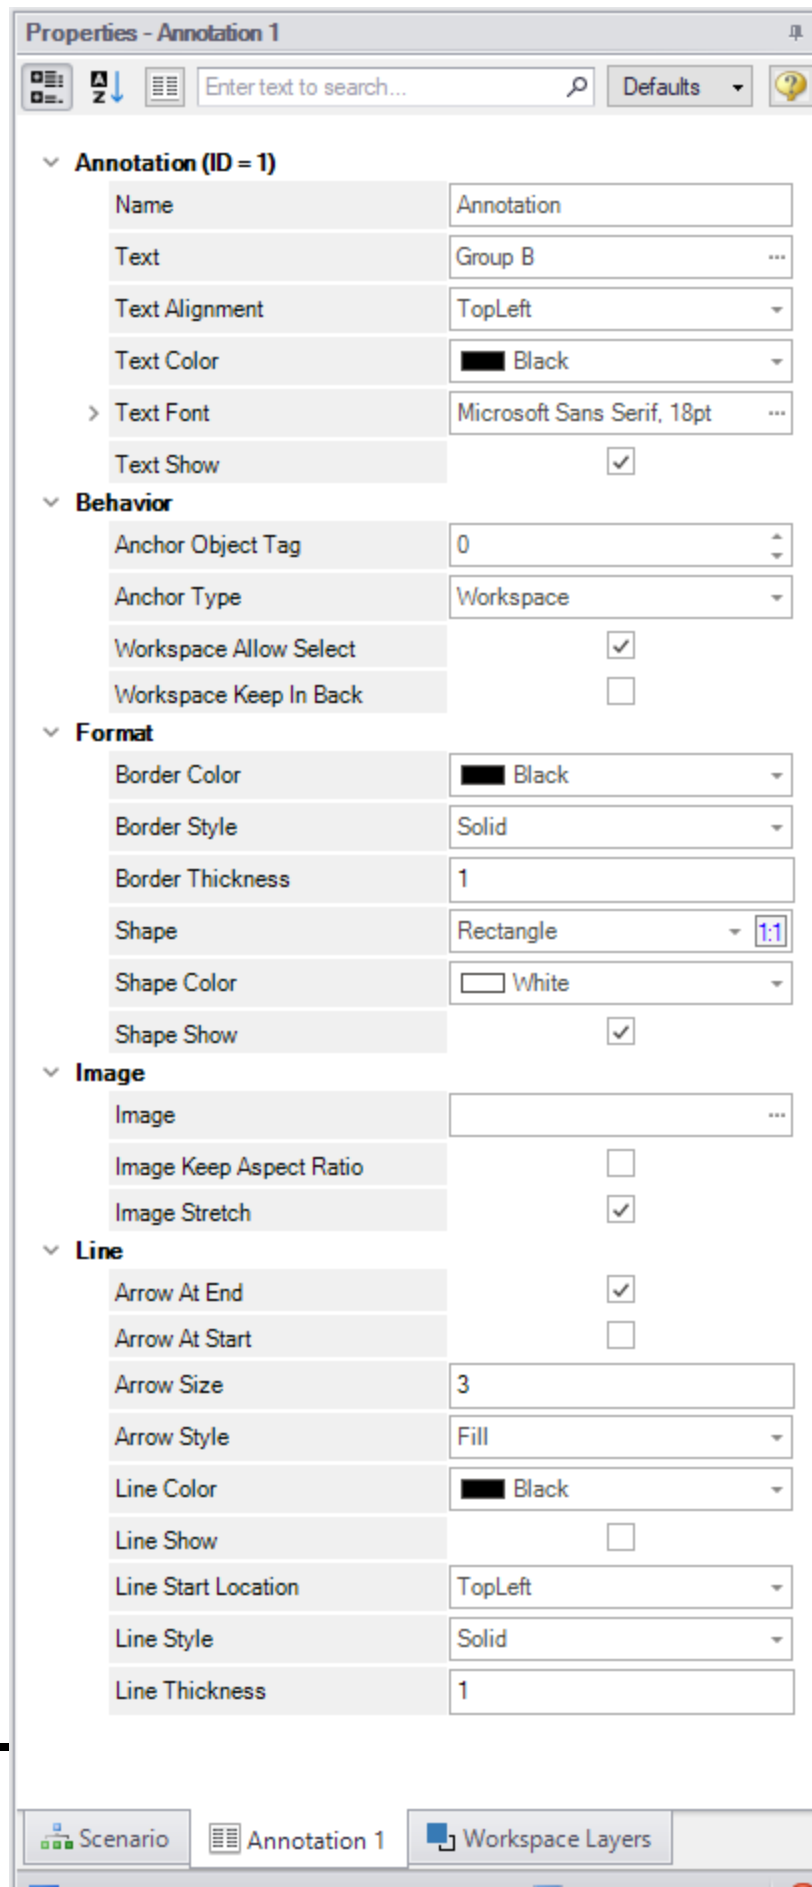 Properties - Annotation 1
A Z Enter text to search... Defaults ?
Annotation (ID = 1)
Name Annotation
Text Group B ...
Text Alignment TopLeft
Text Color Black
Text Font Microsoft Sans Serif, 18pt ...
Text Show
Behavior
Anchor Object Tag 0
Anchor Type Workspace
Workspace Allow Select
Workspace Keep In Back
Format
Border Color Black
Border Style Solid
Border Thickness 1
Shape Rectangle 1:1
Shape Color White
Shape Show
Image
Image ...
Image Keep Aspect Ratio
Image Stretch
Line
Arrow At End
Arrow At Start
Arrow Size 3
Arrow Style Fill
Line Color Black
Line Show
Line Start Location TopLeft
Line Style Solid
Line Thickness 1
Scenario Annotation 1 Workspace Layers